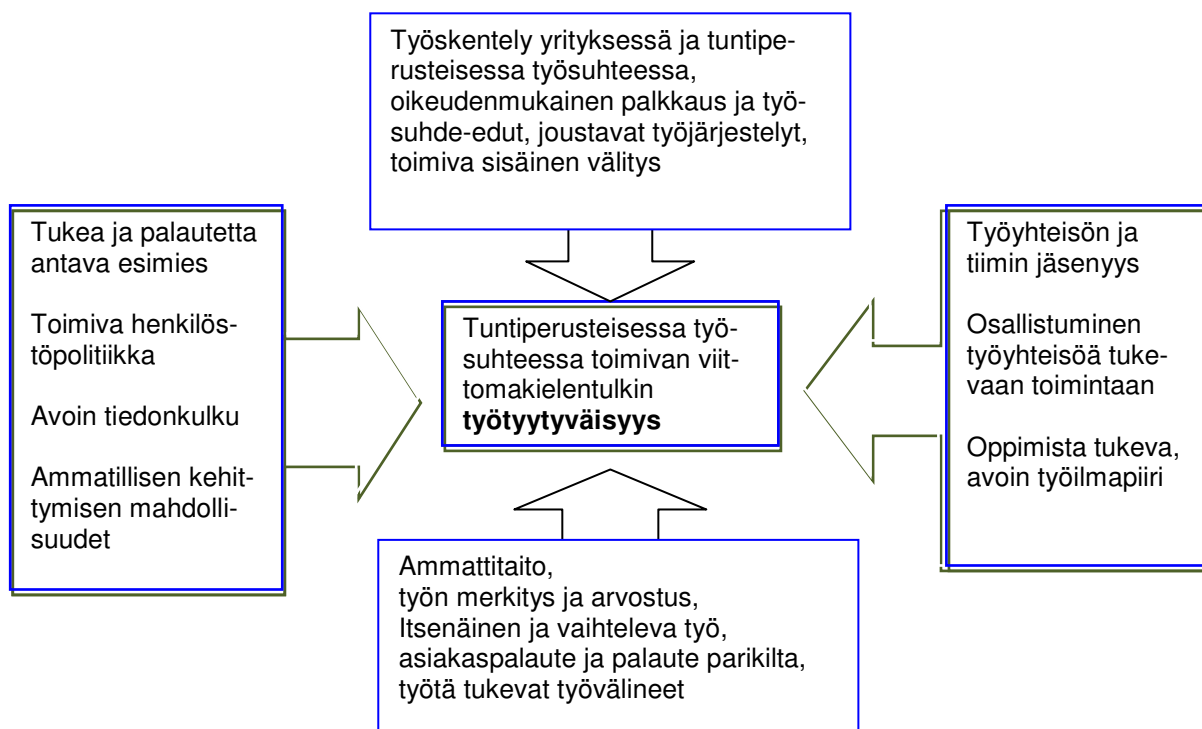 Työskentely yrityksessä ja tuntipe-
rusteisessa työsuhteessa,
oikeudenmukainen palkkaus ja työ-
suhde-edut, joustavat työjärjestelyt,
toimiva sisäinen välitys
Tukea ja palautetta
antava esimies
Toimiva henkilös-
töpolitiikka
Avoin tiedonkulku
Ammatillisen kehit-
tymisen mahdolli-
suudet
Tuntiperusteisessa työ-
suhteessa toimivan viit-
tomakielentulkin
työtyytyväisyys
Työyhteisön ja
tiimin jäsenyys
Osallistuminen
työyhteisöä tuke-
vaan toimintaan
Oppimista tukeva,
avoin työilmapiiri
Ammattitaito,
työn merkitys ja arvostus,
Itsenäinen ja vaihteleva työ,
asiakaspalaute ja palaute parikilta,
työtä tukevat työvälineet